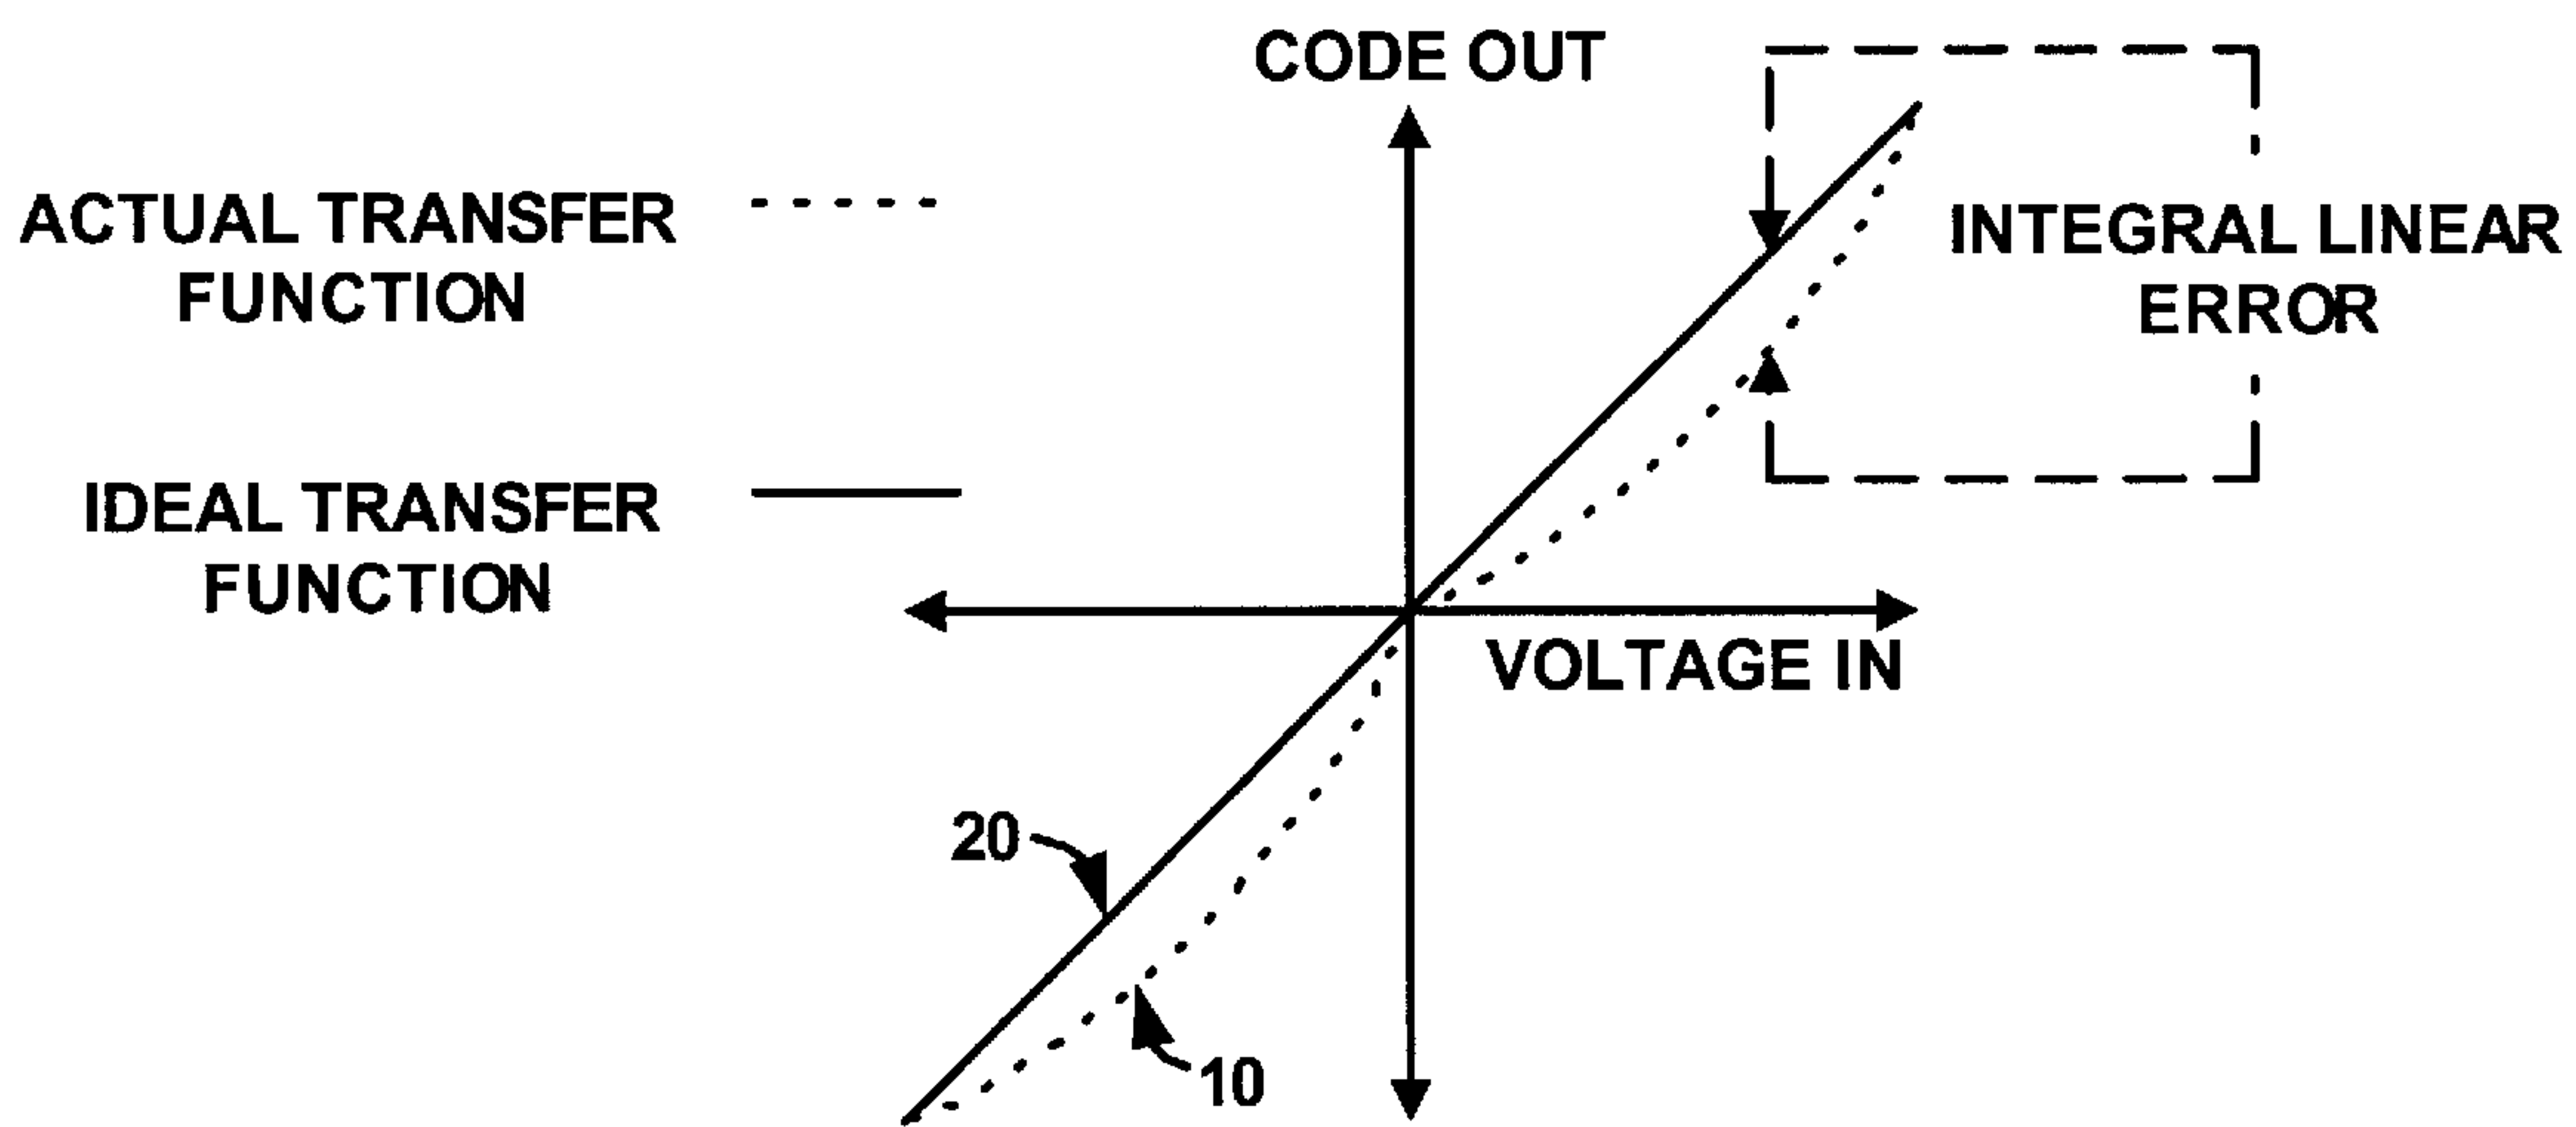 CODE OUT
ACTUAL TRANSFER
FUNCTION
INTEGRAL LINEAR
ERROR
IDEAL TRANSFER
FUNCTION
VOLTAGE IN
20
10